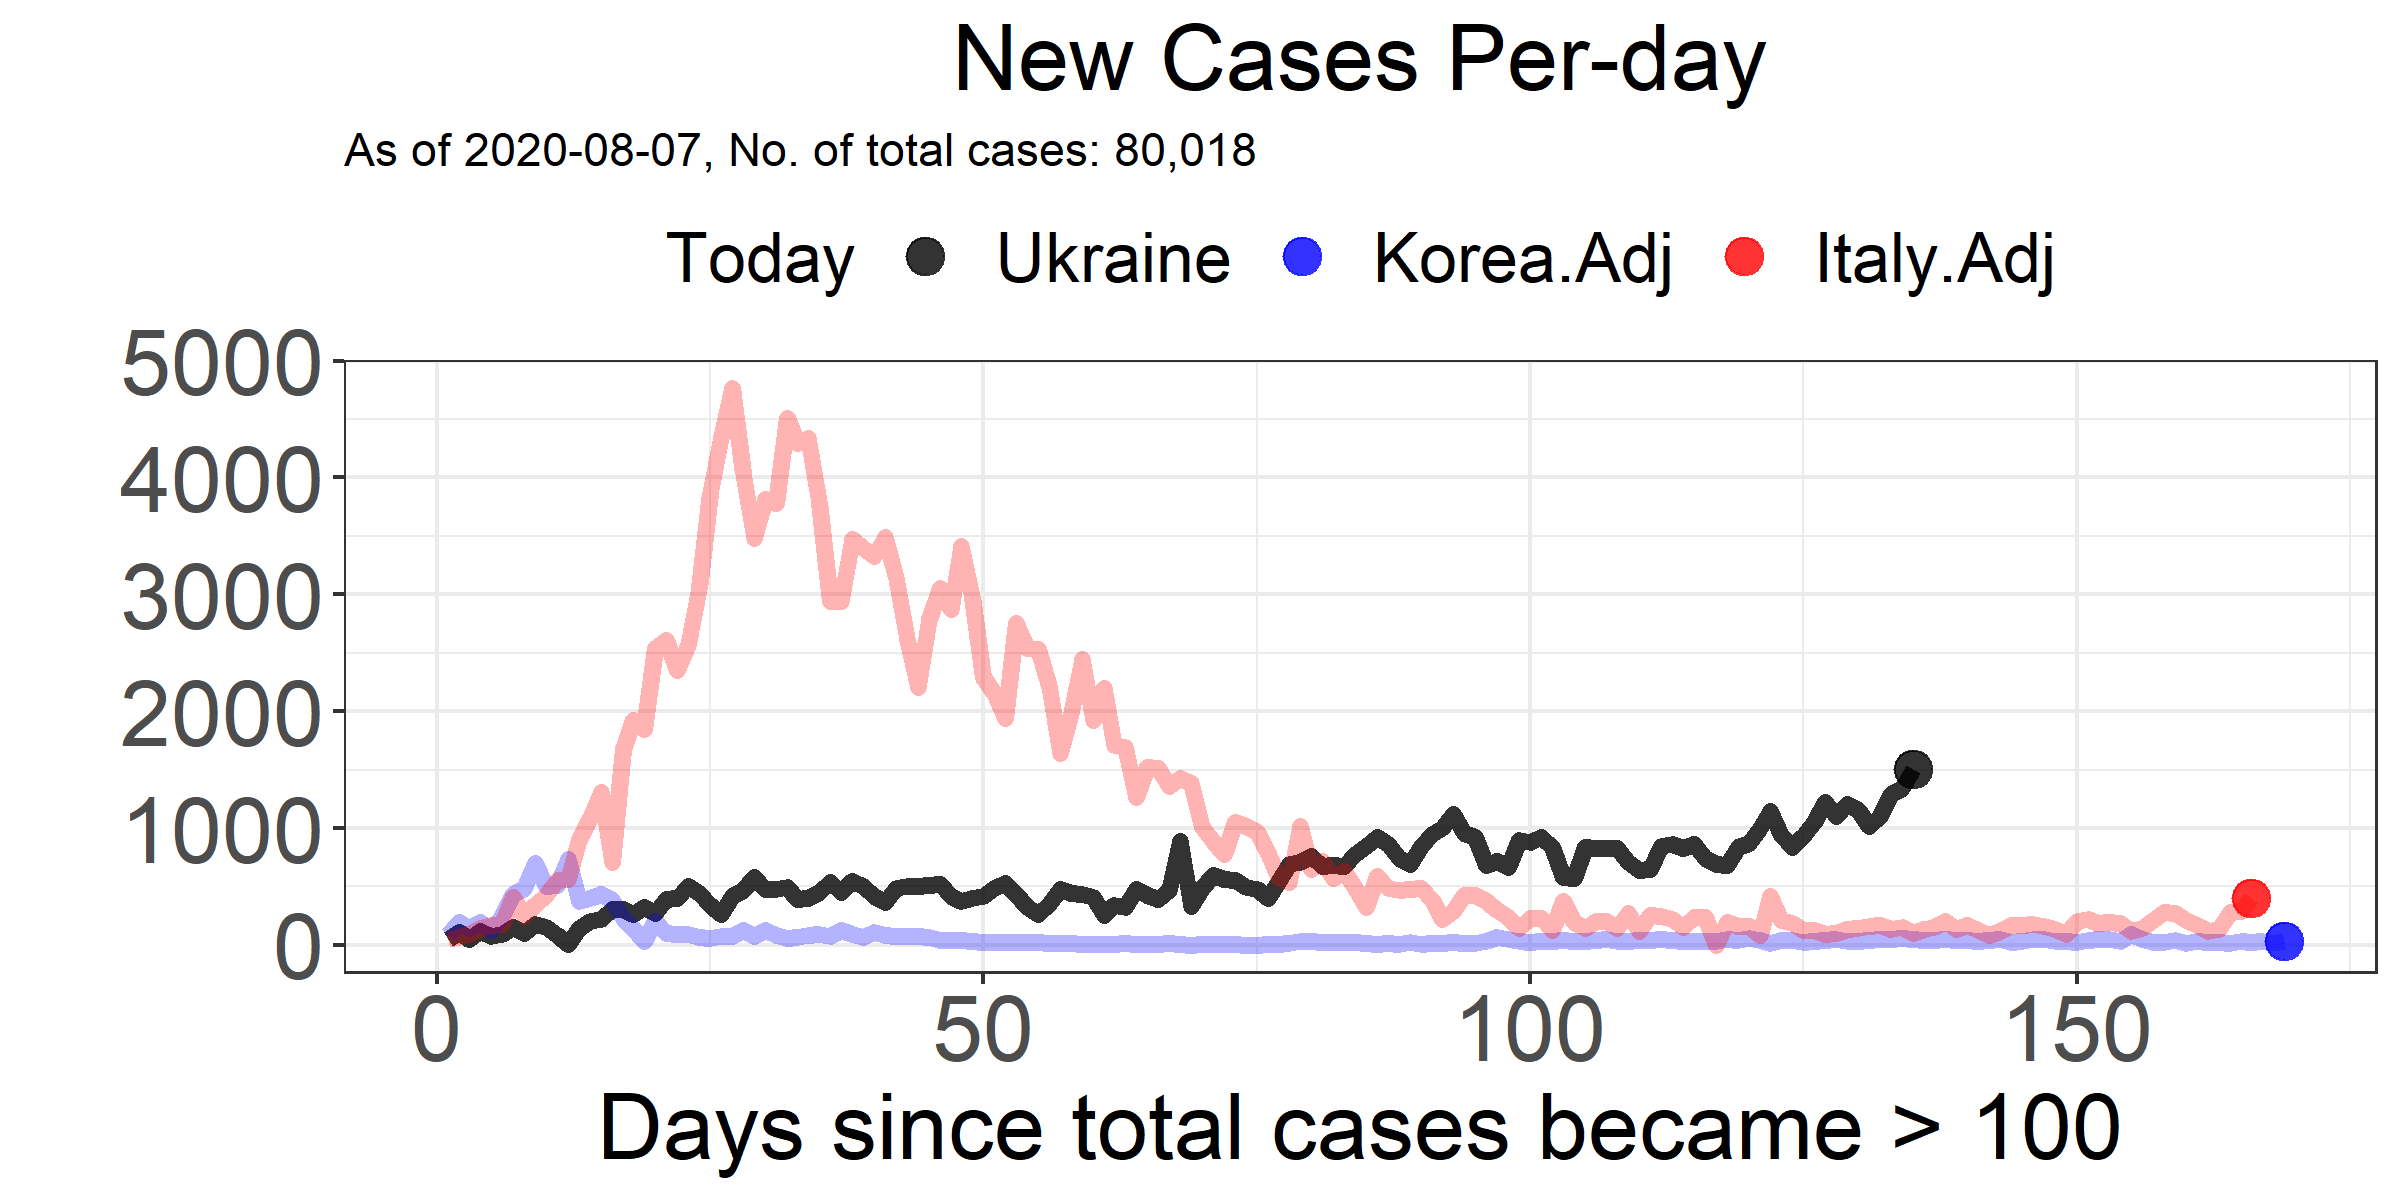 New Cases Per-day
As of 2020-08-07, No. of total cases: 80,018
Today Ukraine Korea.Adj Italy.Adj
5000
4000
3000
2000
1000
0
0 50 100 150
Days since total cases became > 100